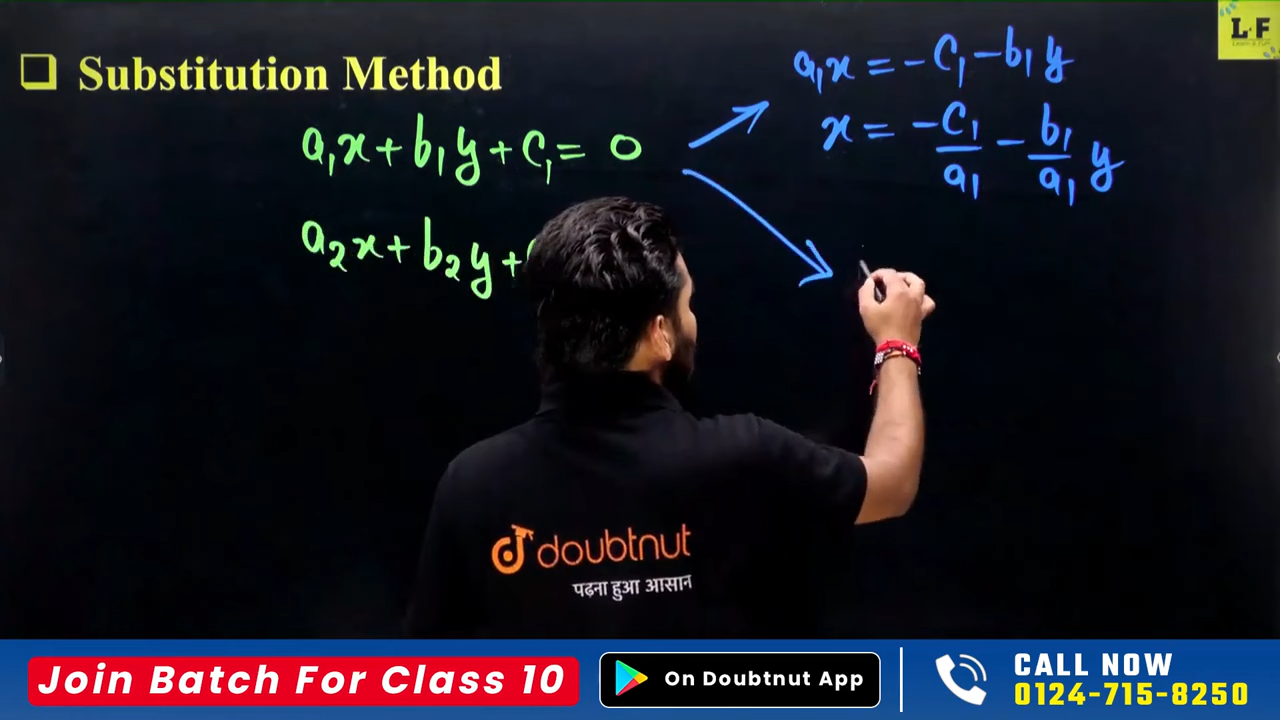 L·F
Substitution Method
a₁x = -C₁ - b₁y
x = -C₁/a₁ - b₁/a₁ y
a₁x + b₁y + C₁ = 0
a₂x + b₂y +
doubtnut
पढ़ना हुआ आसान
Join Batch For Class 10
On Doubtnut App
CALL NOW
0124-715-8250